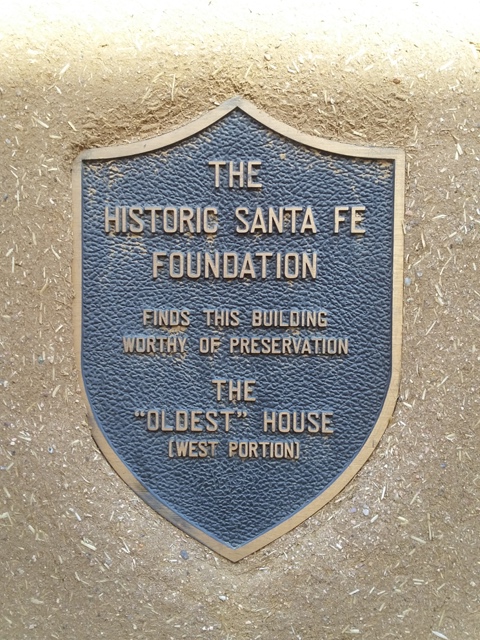 THE
HISTORIC SANTA FE
FOUNDATION
FINDS THIS BUILDING
WORTHY OF PRESERVATION
THE
"OLDEST" HOUSE
(WEST PORTION)